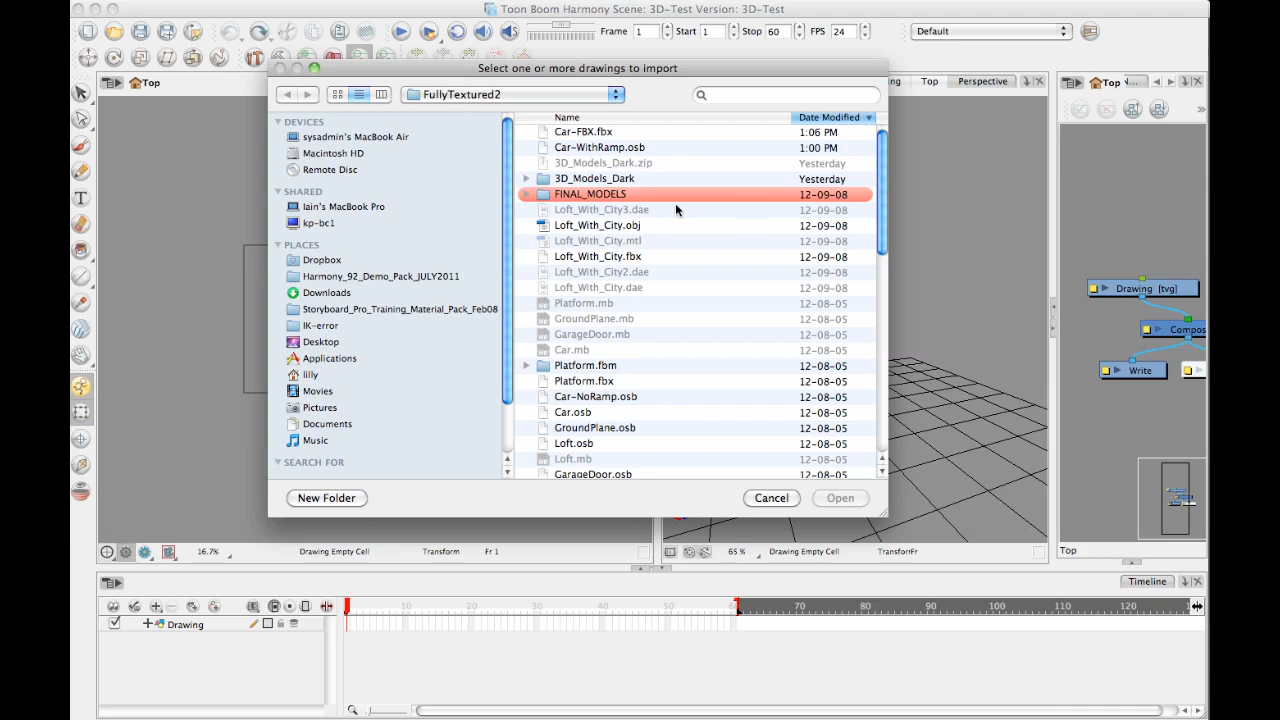 Toon Boom Harmony Scene: 3D-Test Version: 3D-Test
Frame 1 Start 1 Stop 60 FPS 24 Default
Select one or more drawings to import
Top
Top Perspective
Top
FullyTextured2
DEVICES
sysadmin's MacBook Air
Macintosh HD
Remote Disc
SHARED
Iain's MacBook Pro
kp-bc1
PLACES
Dropbox
Harmony_92_Demo_Pack_JULY2011
Downloads
Storyboard_Pro_Training_Material_Pack_Feb08
IK-error
Desktop
Applications
lilly
Movies
Pictures
Documents
Music
SEARCH FOR
Name Date Modified
Car-FBX.fbx 1:06 PM
Car-WithRamp.osb 1:00 PM
3D_Models_Dark.zip Yesterday
3D_Models_Dark Yesterday
FINAL_MODELS 12-09-08
Loft_With_City3.dae 12-09-08
Loft_With_City.obj 12-09-08
Loft_With_City.mtl 12-09-08
Loft_With_City.fbx 12-09-08
Loft_With_City2.dae 12-09-08
Loft_With_City.dae 12-09-08
Platform.mb 12-08-05
GroundPlane.mb 12-08-05
GarageDoor.mb 12-08-05
Car.mb 12-08-05
Platform.fbm 12-08-05
Platform.fbx 12-08-05
Car-NoRamp.osb 12-08-05
Car.osb 12-08-05
GroundPlane.osb 12-08-05
Loft.osb 12-08-05
Loft.mb 12-08-05
GarageDoor.osb 12-08-05
New Folder Cancel Open
Drawing [tvg]
Compos
Write
Top
16.7% Drawing Empty Cell Transform Fr 1
65 % Drawing Empty Cell TransforrFr
Timeline
10 20 30 40 50 70 80 90 100 110 120
Drawing